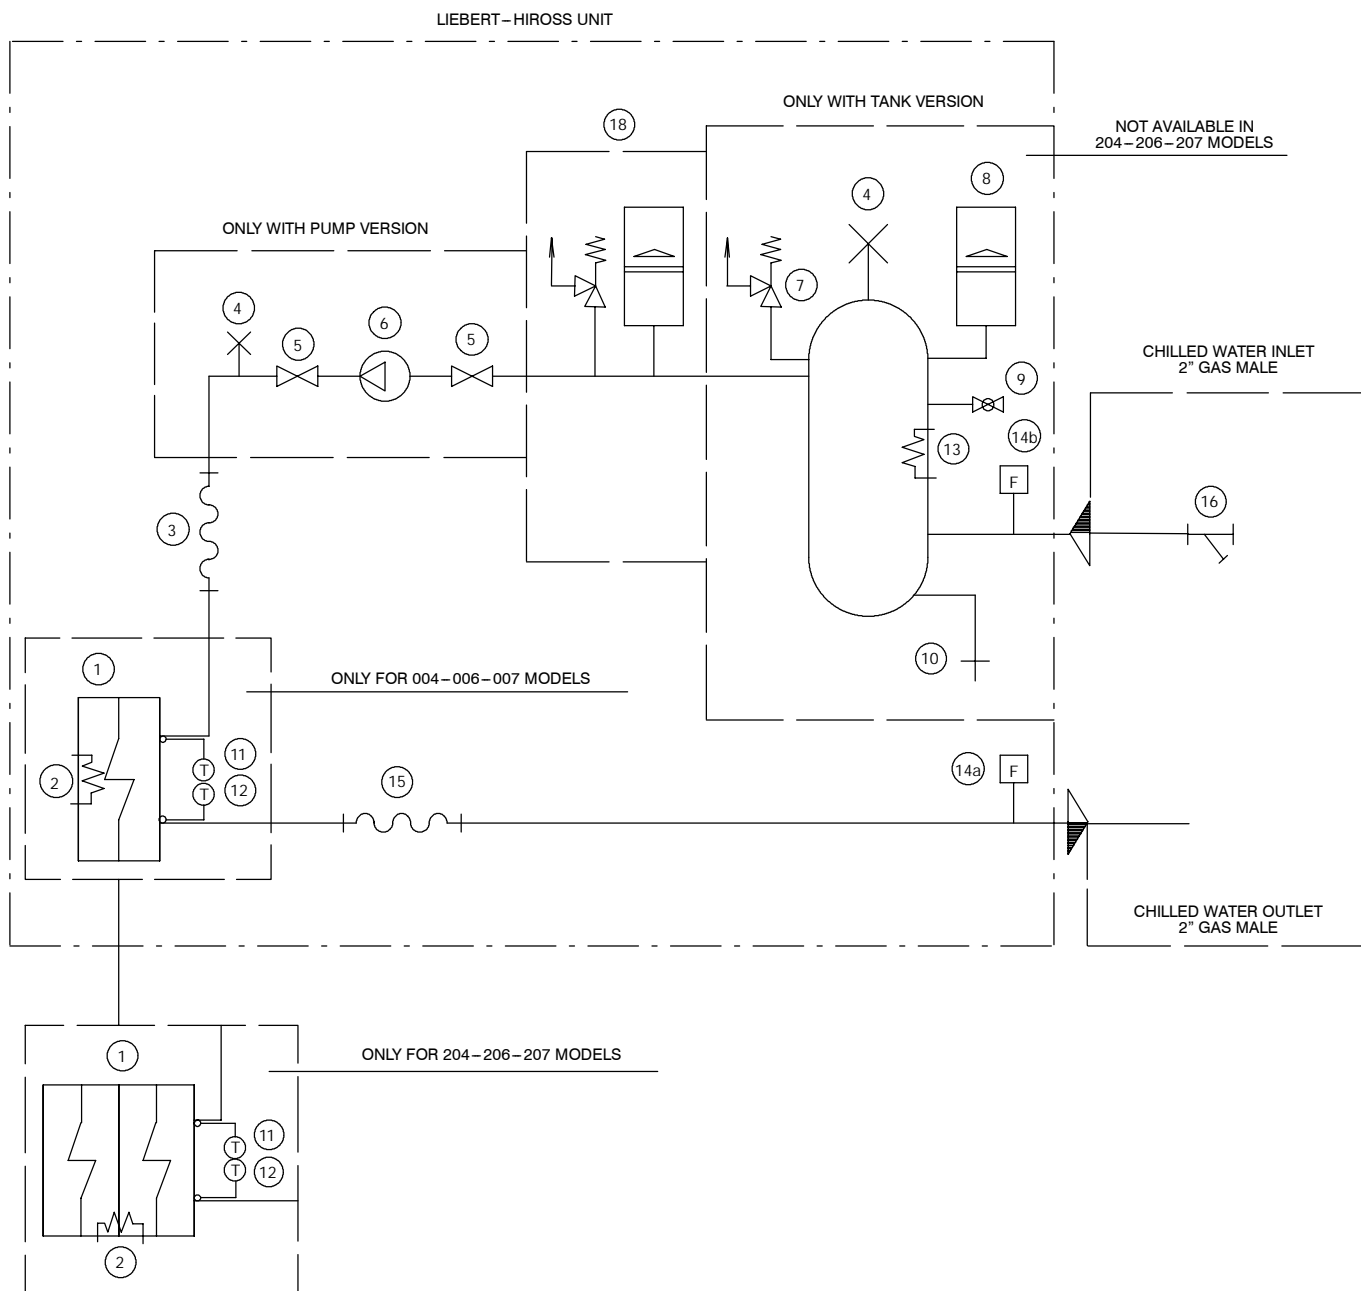 LIEBERT–HIROSS UNIT
ONLY WITH TANK VERSION
18
NOT AVAILABLE IN
204–206–207 MODELS
8
4
ONLY WITH PUMP VERSION
7
4
6
5
5
CHILLED WATER INLET
2” GAS MALE
9
14b
13
F
16
3
10
1
ONLY FOR 004–006–007 MODELS
11
T
2
12
T
15
14a
F
CHILLED WATER OUTLET
2” GAS MALE
1
ONLY FOR 204–206–207 MODELS
11
T
12
T
2